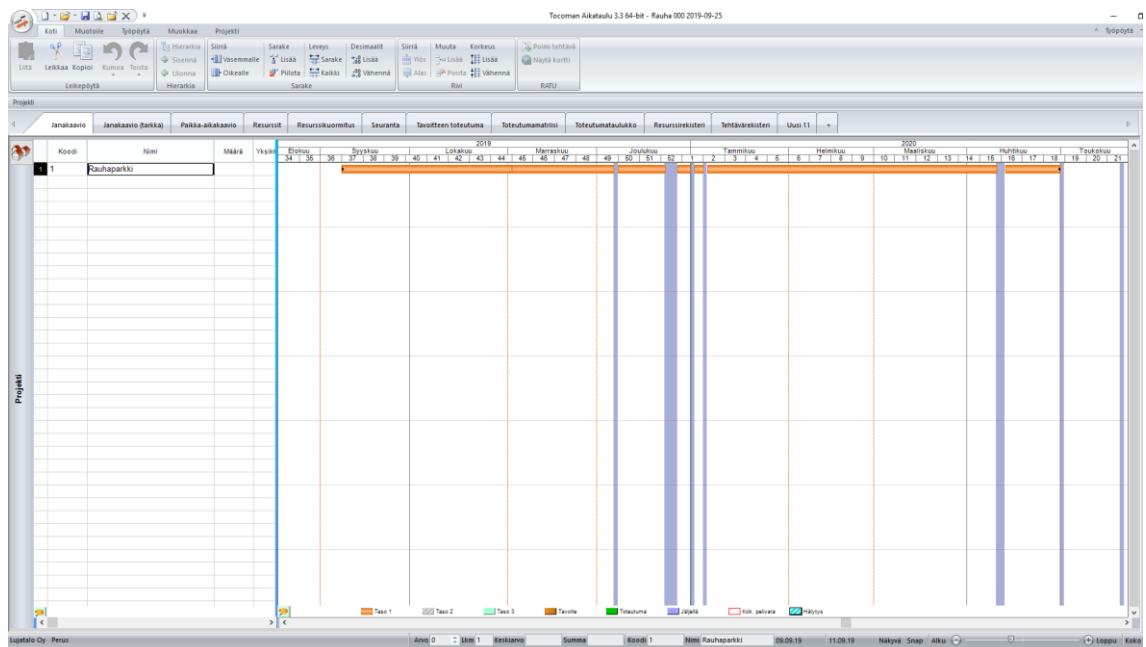 Tocoman Aikataulu 3.3 64-bit - Rauha 000 2019-09-25
Koti Muotoile Työpöytä Muokkaa Projekti
Työpöytä
Liitä Leikkaa Kopioi Kumoa Toista
Leikepöytä
Hierarkia
Sisennä
Ulonna
Hierarkia
Siirrä Sarake Leveys Desimaalit
Vasemmalle Lisää Sarake Lisää
Oikealle Piilota Kaikki Vähennä
Sarake
Siirrä Muuta Korkeus
Ylös Lisää Lisää
Alas Poista Vähennä
Rivi
Poimi tehtävä
Näytä kortti
RATU
Projekti
Janakaavio Janakaavio (tarkka) Paikka-aikakaavio Resurssit Resurssikuormitus Seuranta Tavoitteen toteutuma Toteutumamatriisi Toteutumataulukko Resurssirekisteri Tehtävärekisteri Uusi 11 +
2019 2020
Koodi Nimi Määrä Yksikk Elokuu Syyskuu Lokakuu Marraskuu Joulukuu Tammikuu Helmikuu Maaliskuu Huhtikuu Toukokuu
34 35 36 37 38 39 40 41 42 43 44 45 46 47 48 49 50 51 52 1 2 3 4 5 6 7 8 9 10 11 12 13 14 15 16 17 18 19 20 21
1 1 Rauhaparkki
Projekti
Taso 1 Taso 2 Taso 3 Tavoite Toteutuma Jäljellä Kok. pelivara Hälytys
Lujatalo Oy Perus Arvo 0 Lkm 1 Keskiarvo Summa Koodi 1 Nimi Rauhaparkki 09.09.19 11.09.19 Näkyvä Snap Alku Loppu Koko